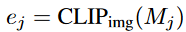 e_j = CLIP_img(M_j)